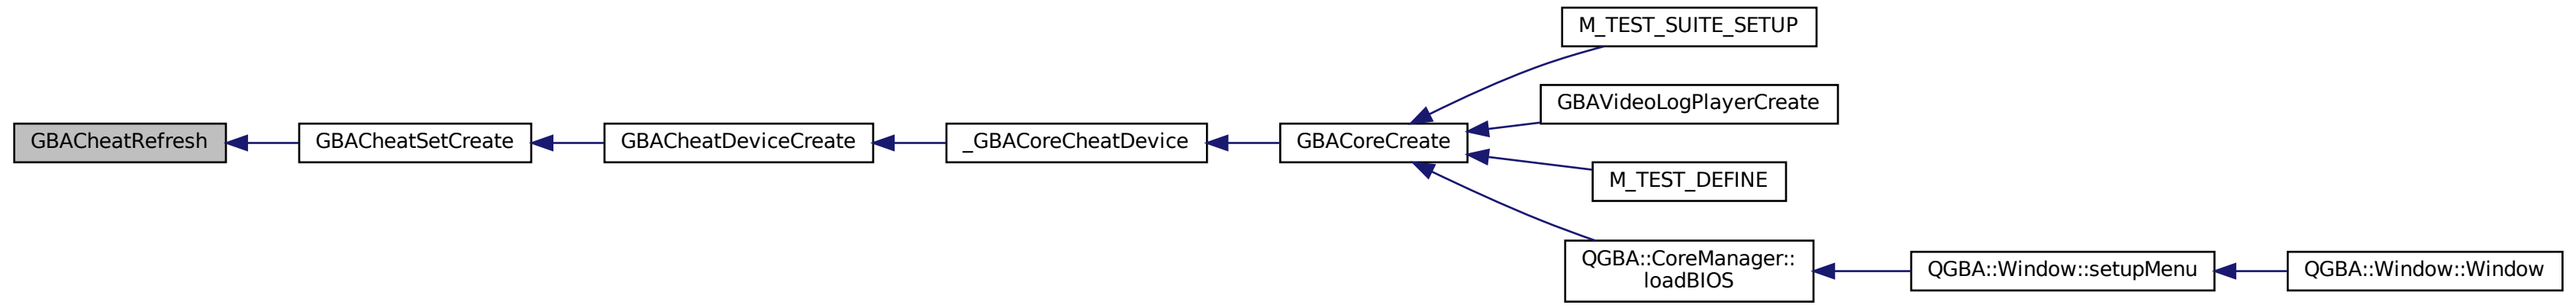 GBACheatRefresh
GBACheatSetCreate
GBACheatDeviceCreate
_GBACoreCheatDevice
GBACoreCreate
M_TEST_SUITE_SETUP
GBAVideoLogPlayerCreate
M_TEST_DEFINE
QGBA::CoreManager::
loadBIOS
QGBA::Window::setupMenu
QGBA::Window::Window